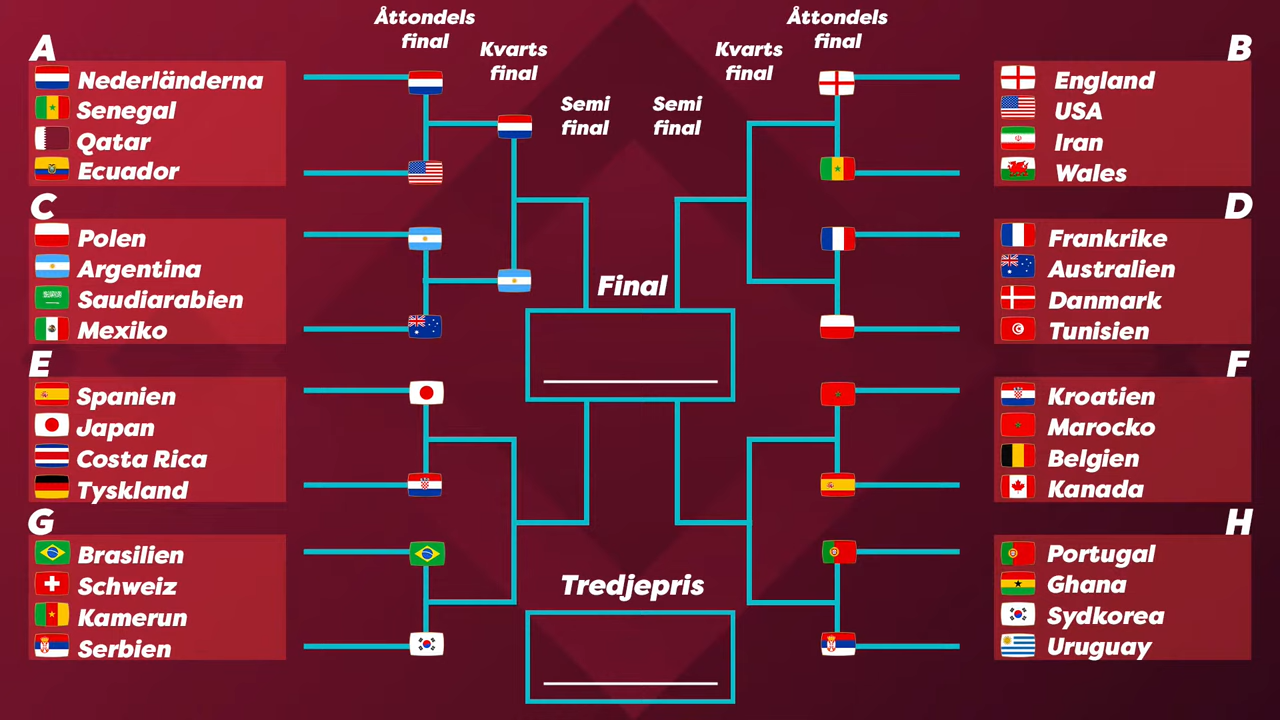 Åttondels
final
Kvarts
final
Semi
final
Semi
final
Kvarts
final
Åttondels
final
A
Nederländerna
Senegal
Qatar
Ecuador
C
Polen
Argentina
Saudiarabien
Mexiko
E
Spanien
Japan
Costa Rica
Tyskland
G
Brasilien
Schweiz
Kamerun
Serbien
Final
Tredjepris
B
England
USA
Iran
Wales
D
Frankrike
Australien
Danmark
Tunisien
F
Kroatien
Marocko
Belgien
Kanada
H
Portugal
Ghana
Sydkorea
Uruguay